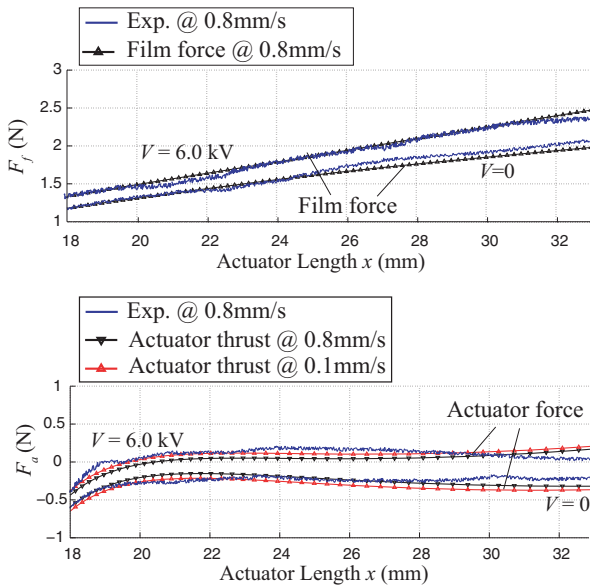 Exp. @ 0.8mm/s
Film force @ 0.8mm/s
3
2.5
2
1.5
1
F_f (N)
V = 6.0 kV
V=0
Film force
18 20 22 24 26 28 30 32
Actuator Length x (mm)
Exp. @ 0.8mm/s
Actuator thrust @ 0.8mm/s
Actuator thrust @ 0.1mm/s
1
0.5
0
−0.5
−1
F_a (N)
V = 6.0 kV
Actuator force
V = 0
18 20 22 24 26 28 30 32
Actuator Length x (mm)